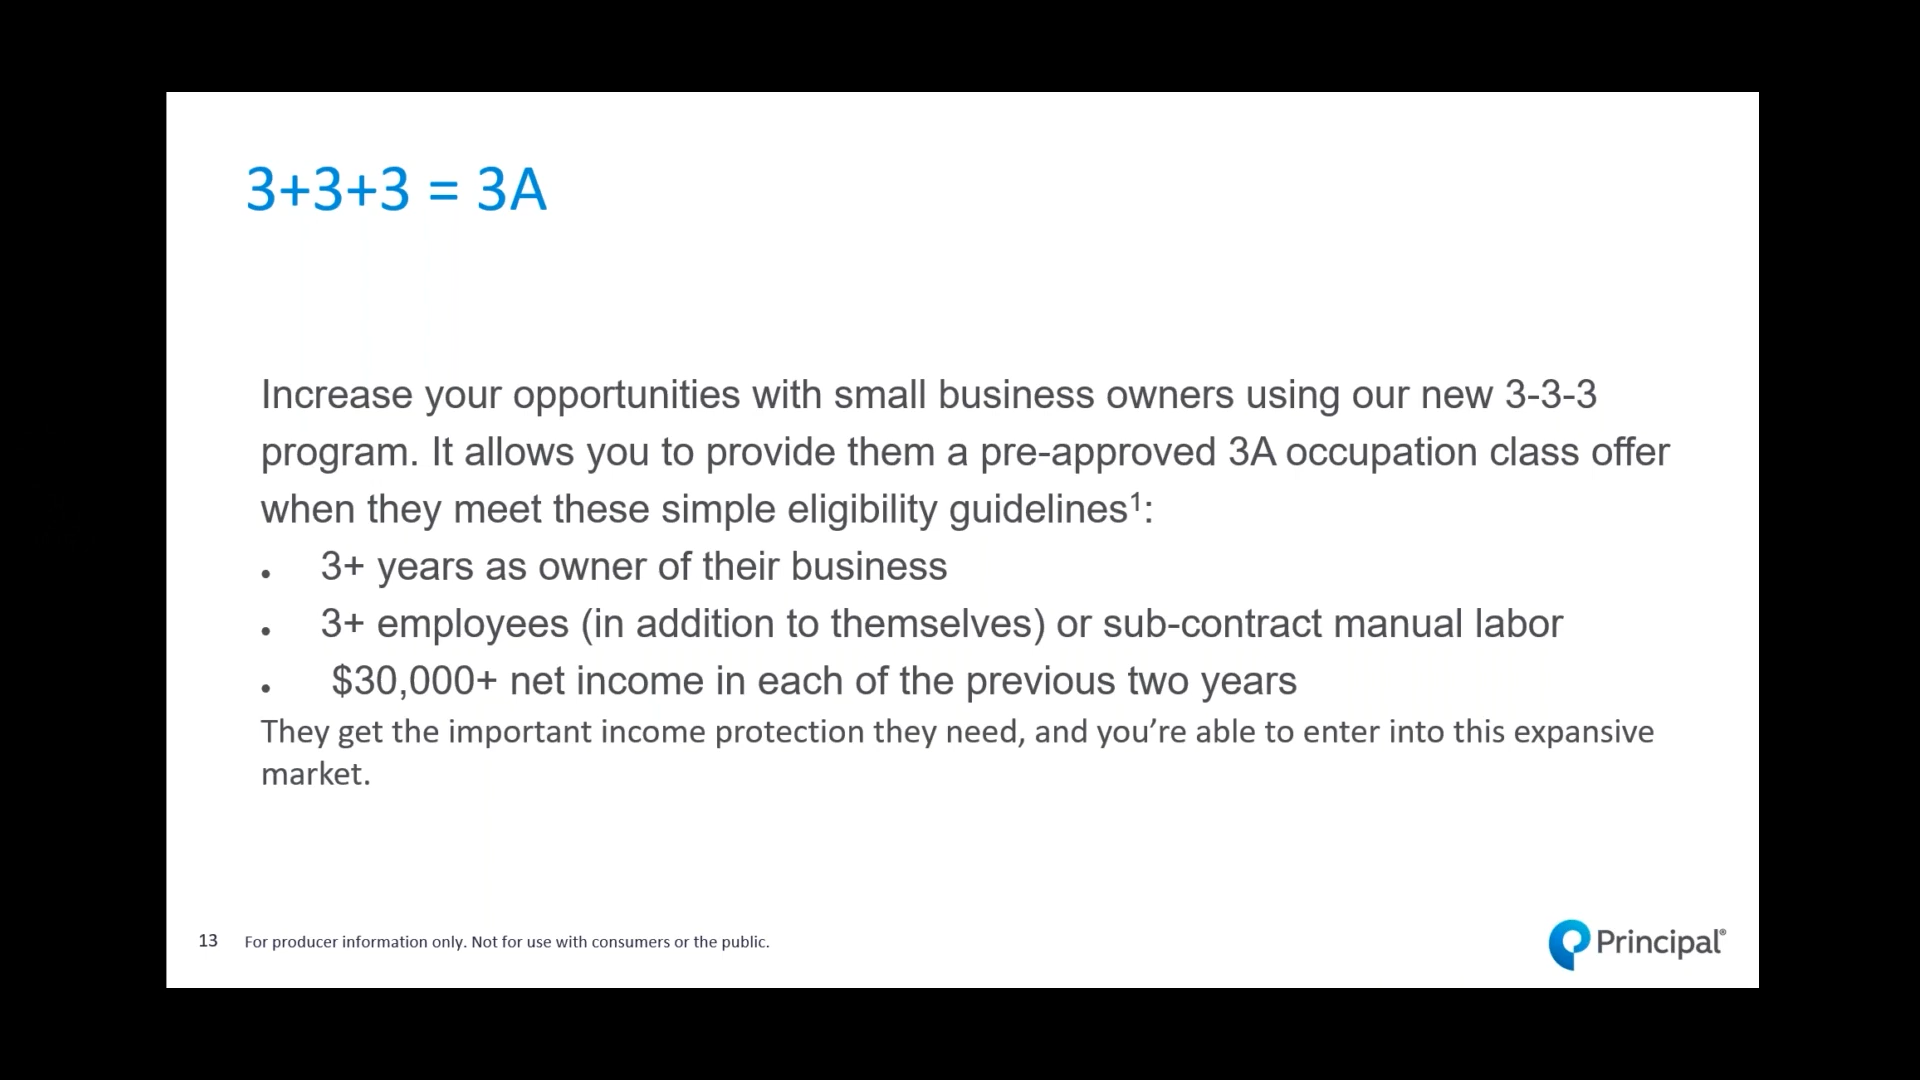 3+3+3 = 3A
Increase your opportunities with small business owners using our new 3-3-3
program. It allows you to provide them a pre-approved 3A occupation class offer
when they meet these simple eligibility guidelines¹:
• 3+ years as owner of their business
• 3+ employees (in addition to themselves) or sub-contract manual labor
• $30,000+ net income in each of the previous two years
They get the important income protection they need, and you’re able to enter into this expansive
market.
13 For producer information only. Not for use with consumers or the public.
Principal®